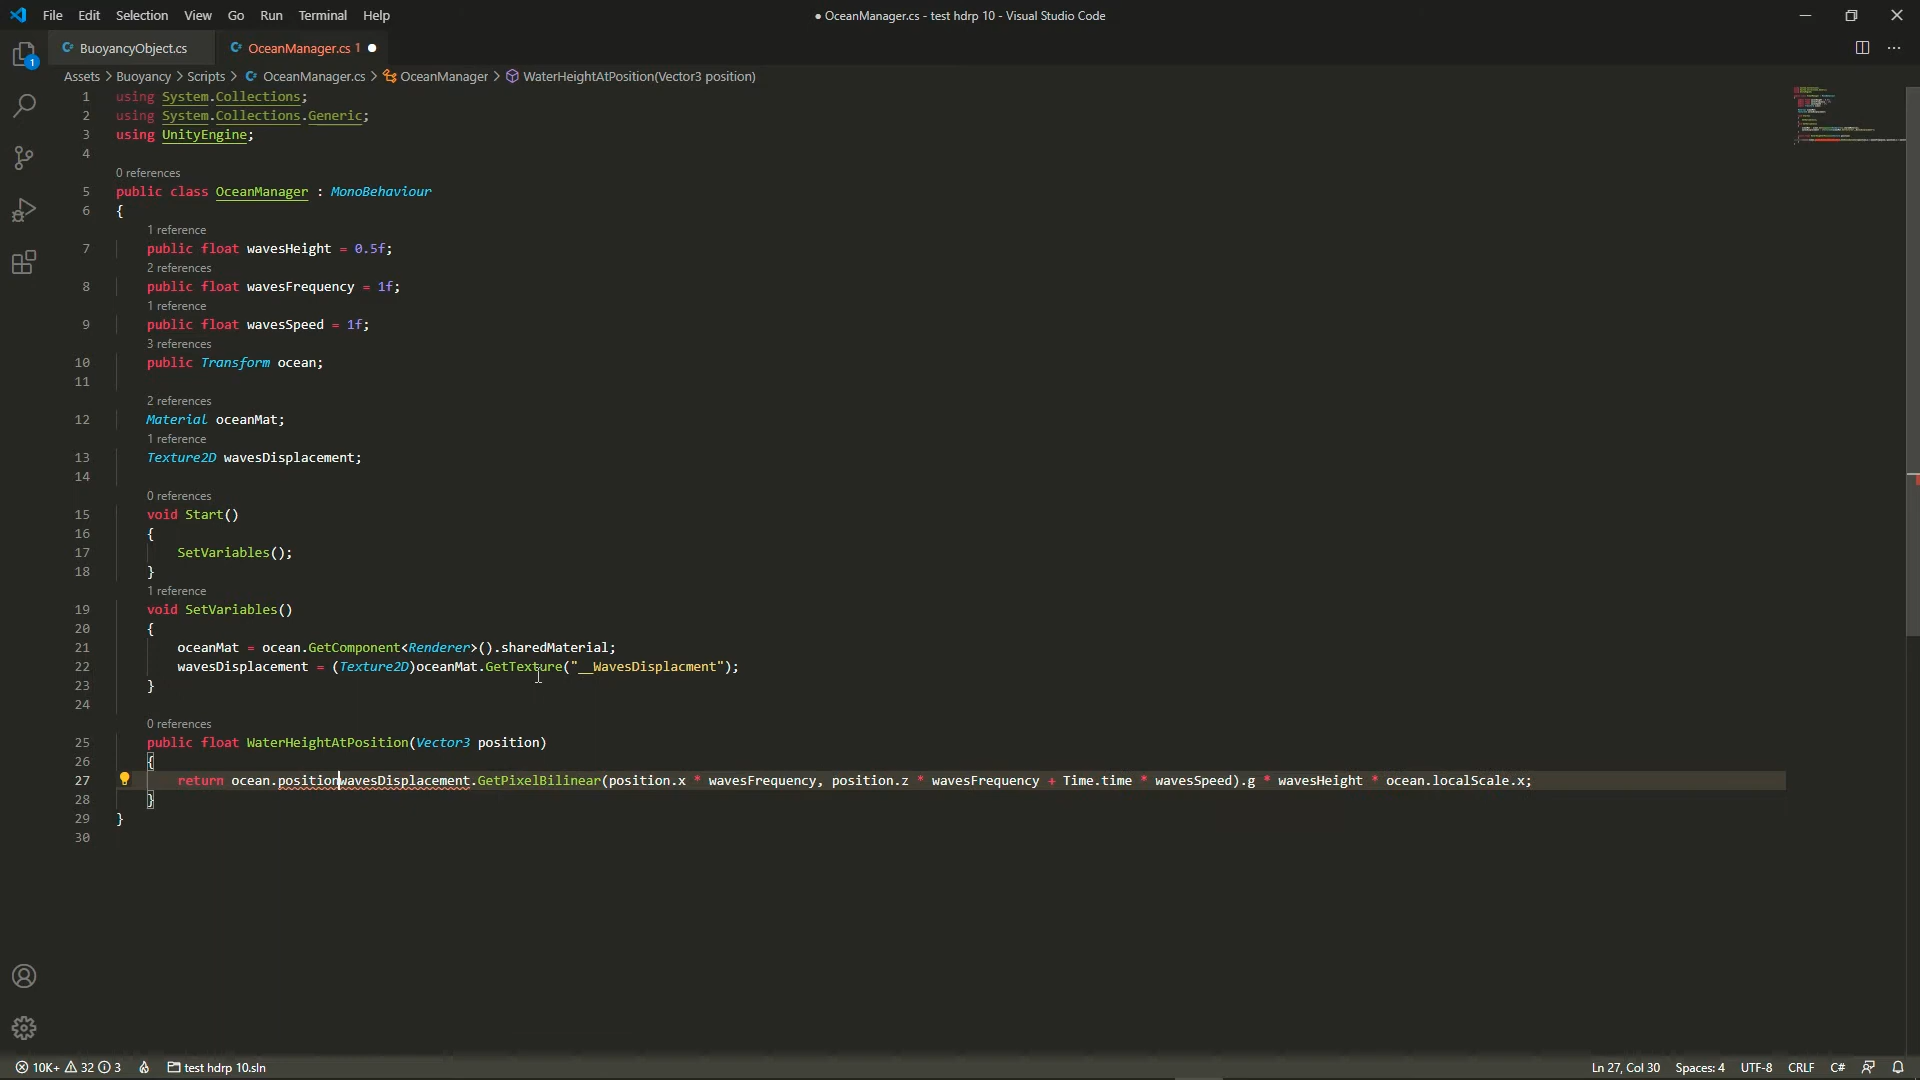 File Edit Selection View Go Run Terminal Help ● OceanManager.cs - test hdrp 10 - Visual Studio Code
BuoyancyObject.cs OceanManager.cs 1 ●
Assets > Buoyancy > Scripts > OceanManager.cs > OceanManager > WaterHeightAtPosition(Vector3 position)
1 using System.Collections;
2 using System.Collections.Generic;
3 using UnityEngine;
4
0 references
5 public class OceanManager : MonoBehaviour
6 {
1 reference
7 public float wavesHeight = 0.5f;
2 references
8 public float wavesFrequency = 1f;
1 reference
9 public float wavesSpeed = 1f;
3 references
10 public Transform ocean;
11
2 references
12 Material oceanMat;
1 reference
13 Texture2D wavesDisplacement;
14
0 references
15 void Start()
16 {
17 SetVariables();
18 }
1 reference
19 void SetVariables()
20 {
21 oceanMat = ocean.GetComponent<Renderer>().sharedMaterial;
22 wavesDisplacement = (Texture2D)oceanMat.GetTexture("__WavesDisplacment");
23 }
24
0 references
25 public float WaterHeightAtPosition(Vector3 position)
26 {
27 return ocean.positionwavesDisplacement.GetPixelBilinear(position.x * wavesFrequency, position.z * wavesFrequency + Time.time * wavesSpeed).g * wavesHeight * ocean.localScale.x;
28 }
29 }
30
1
10K+ 32 3 test hdrp 10.sln Ln 27, Col 30 Spaces: 4 UTF-8 CRLF C#